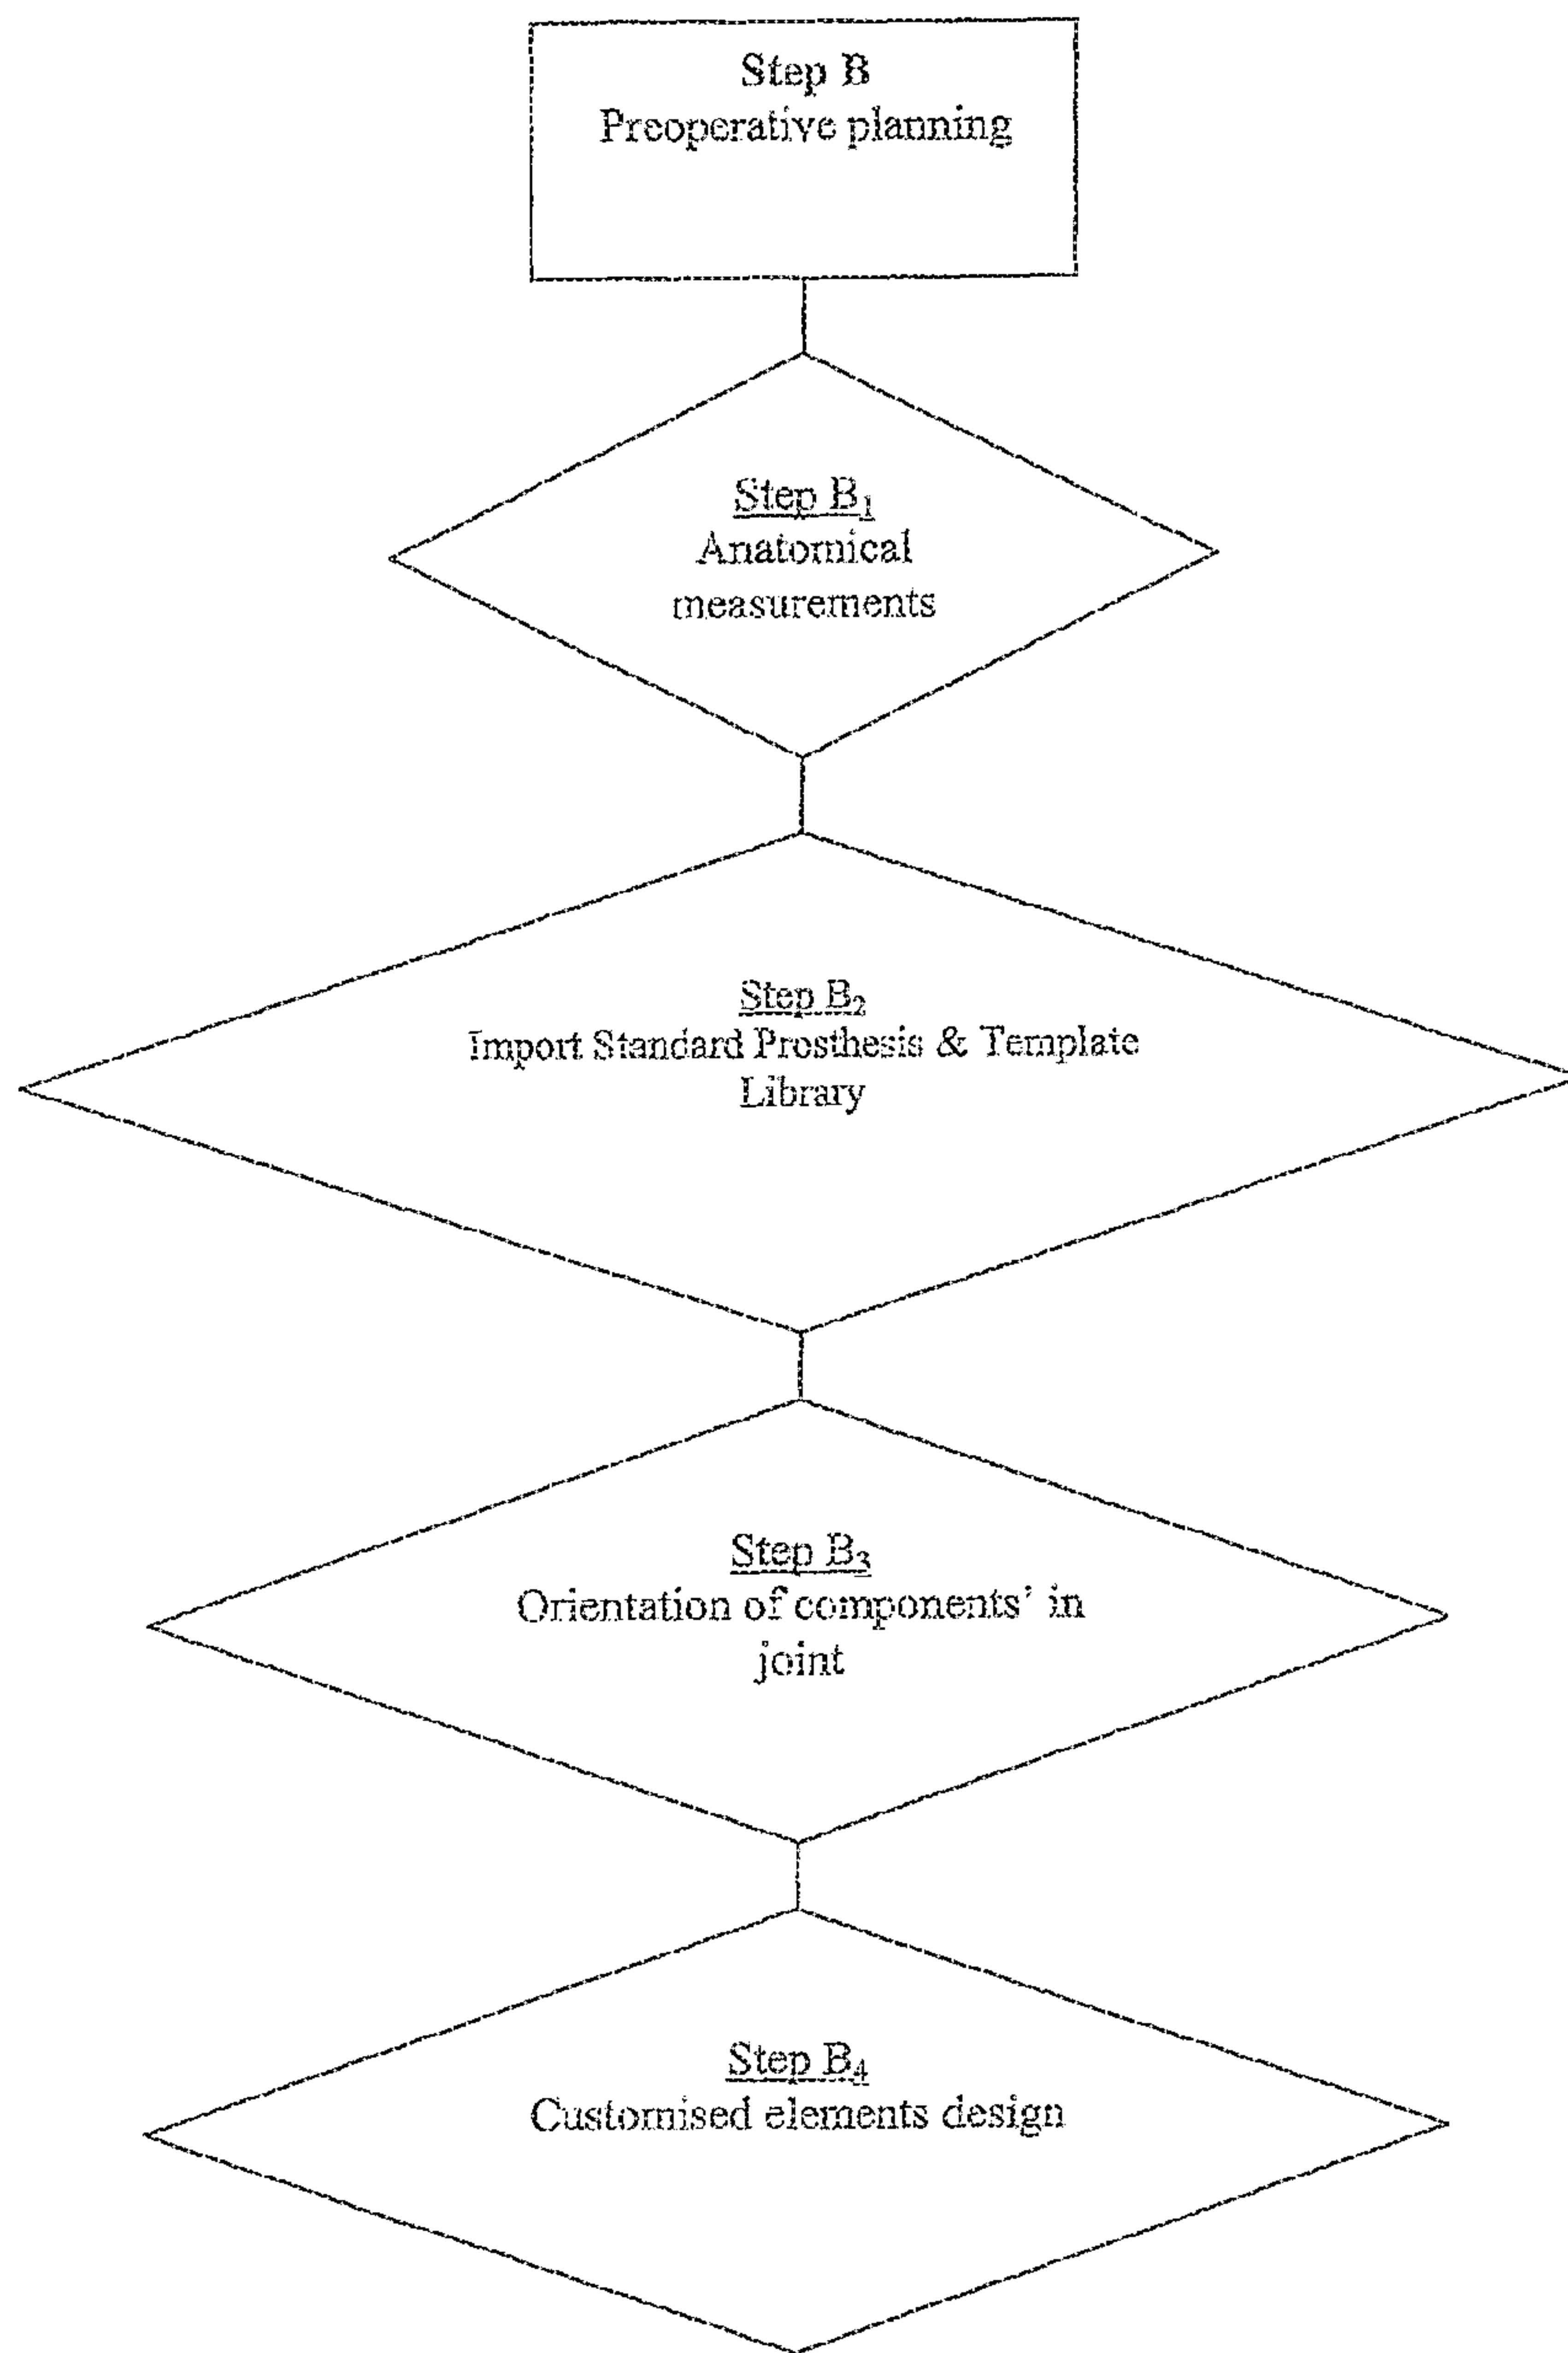 Step B
Preoperative planning
Step B₁
Anatomical
measurements
Step B₂
Import Standard Prosthesis & Template
Library
Step B₃
Orientation of components' in
joint
Step B₄
Customised elements design